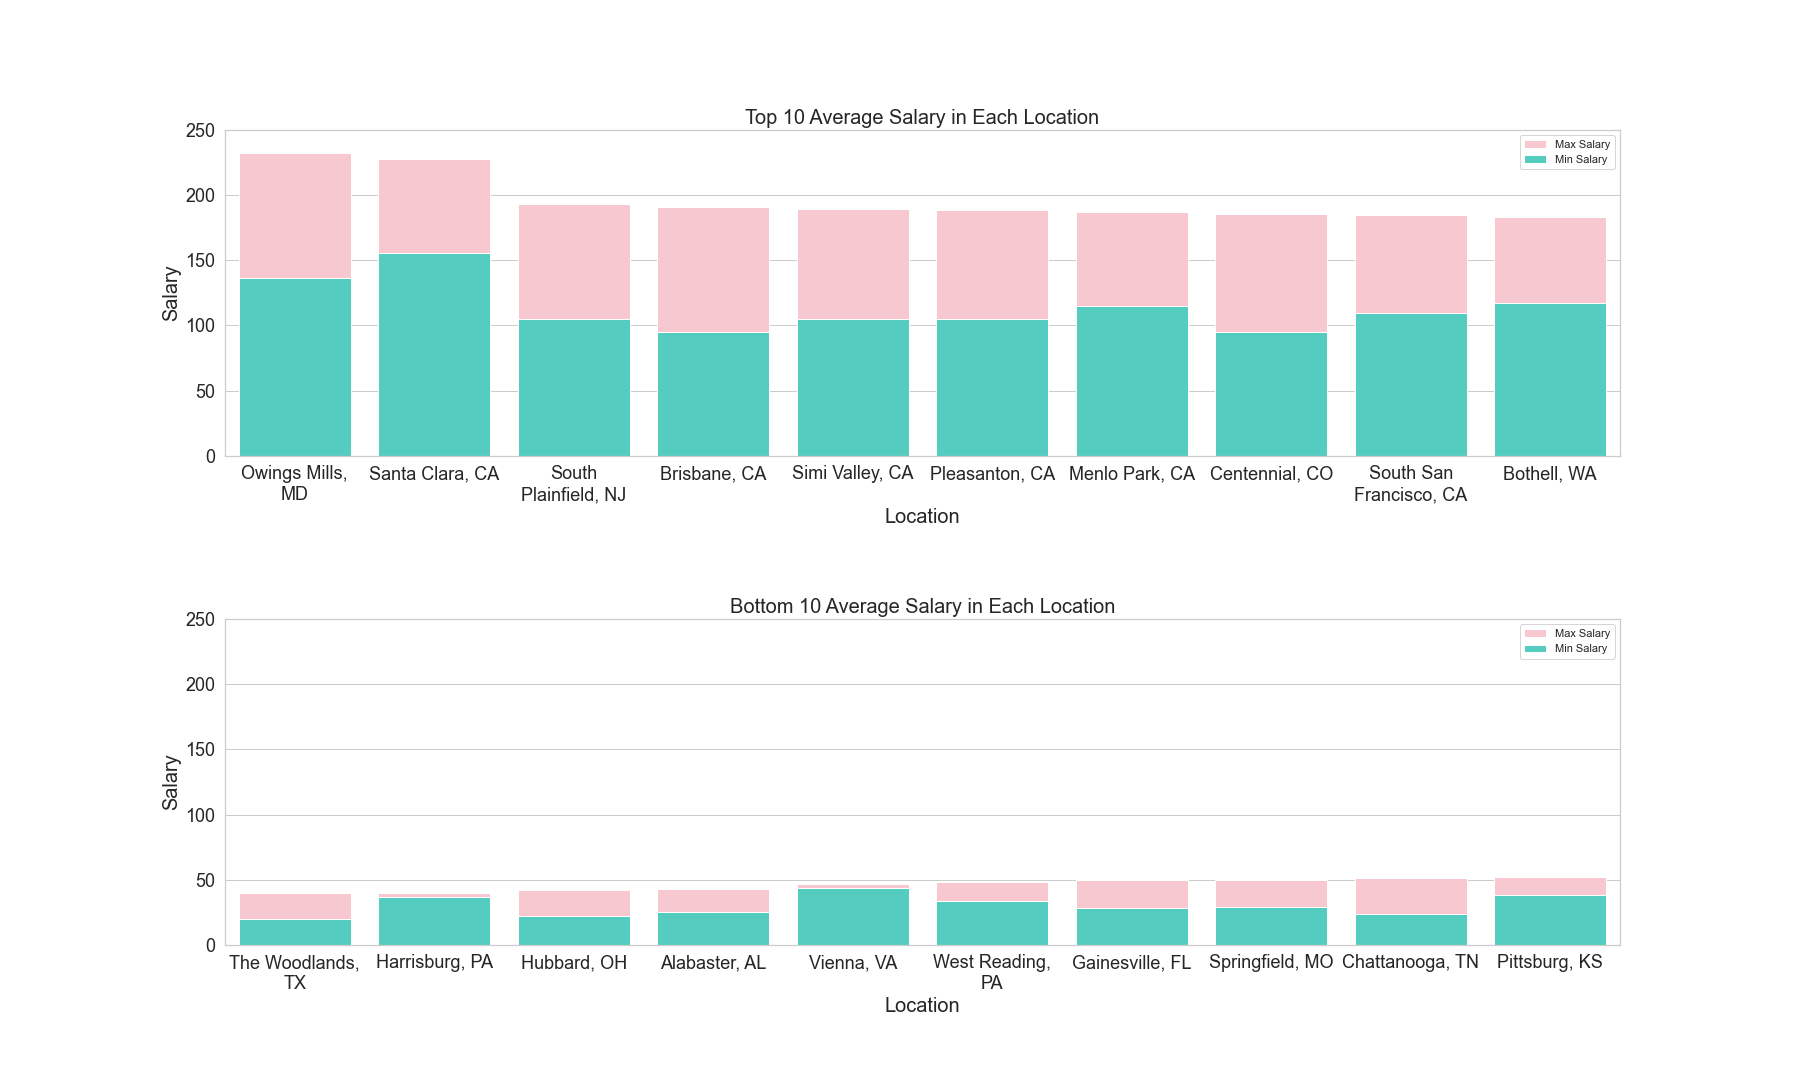 Top 10 Average Salary in Each Location
250
200
150
100
50
0
Salary
Max Salary
Min Salary
Owings Mills,
MD
Santa Clara, CA
South
Plainfield, NJ
Brisbane, CA
Simi Valley, CA
Pleasanton, CA
Menlo Park, CA
Centennial, CO
South San
Francisco, CA
Bothell, WA
Location
Bottom 10 Average Salary in Each Location
250
200
150
100
50
0
Salary
Max Salary
Min Salary
The Woodlands,
TX
Harrisburg, PA
Hubbard, OH
Alabaster, AL
Vienna, VA
West Reading,
PA
Gainesville, FL
Springfield, MO
Chattanooga, TN
Pittsburg, KS
Location